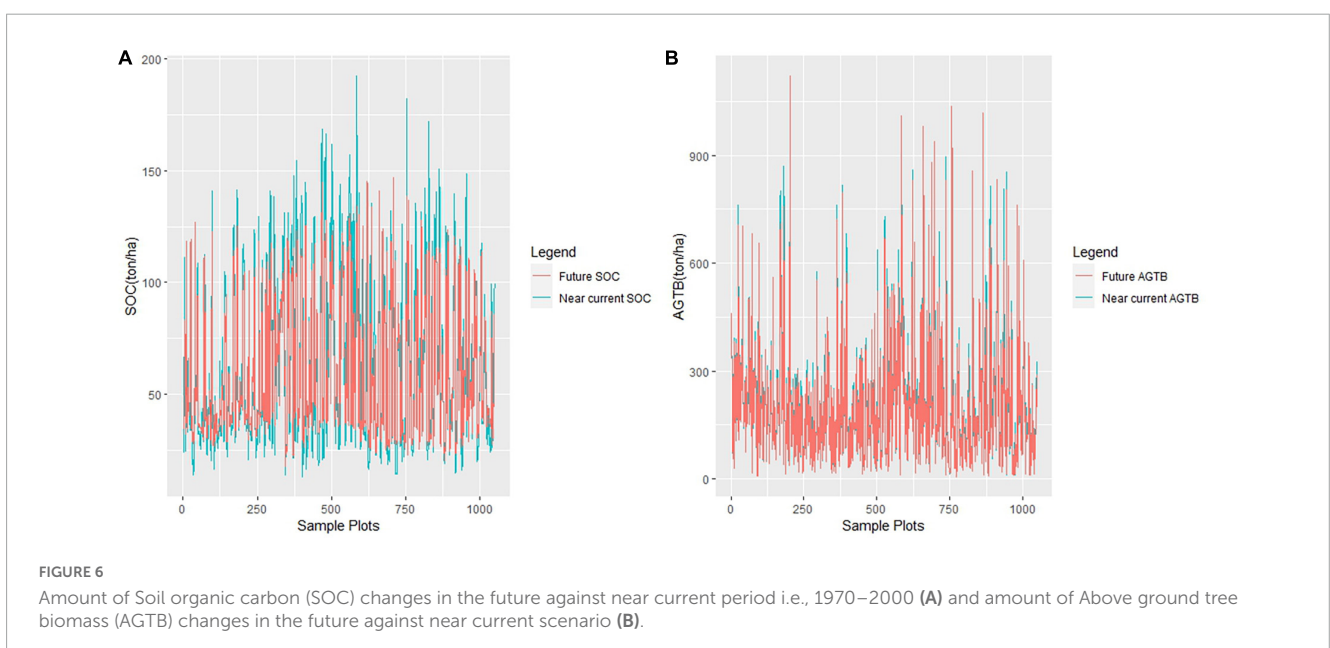 A
200
150
100
50
SOC(ton/ha)
0 250 500 750 1000
Sample Plots
Legend
Future SOC
Near current SOC
B
900
600
300
0
AGTB(ton/ha)
0 250 500 750 1000
Sample Plots
Legend
Future AGTB
Near current AGTB
FIGURE 6
Amount of Soil organic carbon (SOC) changes in the future against near current period i.e., 1970–2000 (A) and amount of Above ground tree
biomass (AGTB) changes in the future against near current scenario (B).